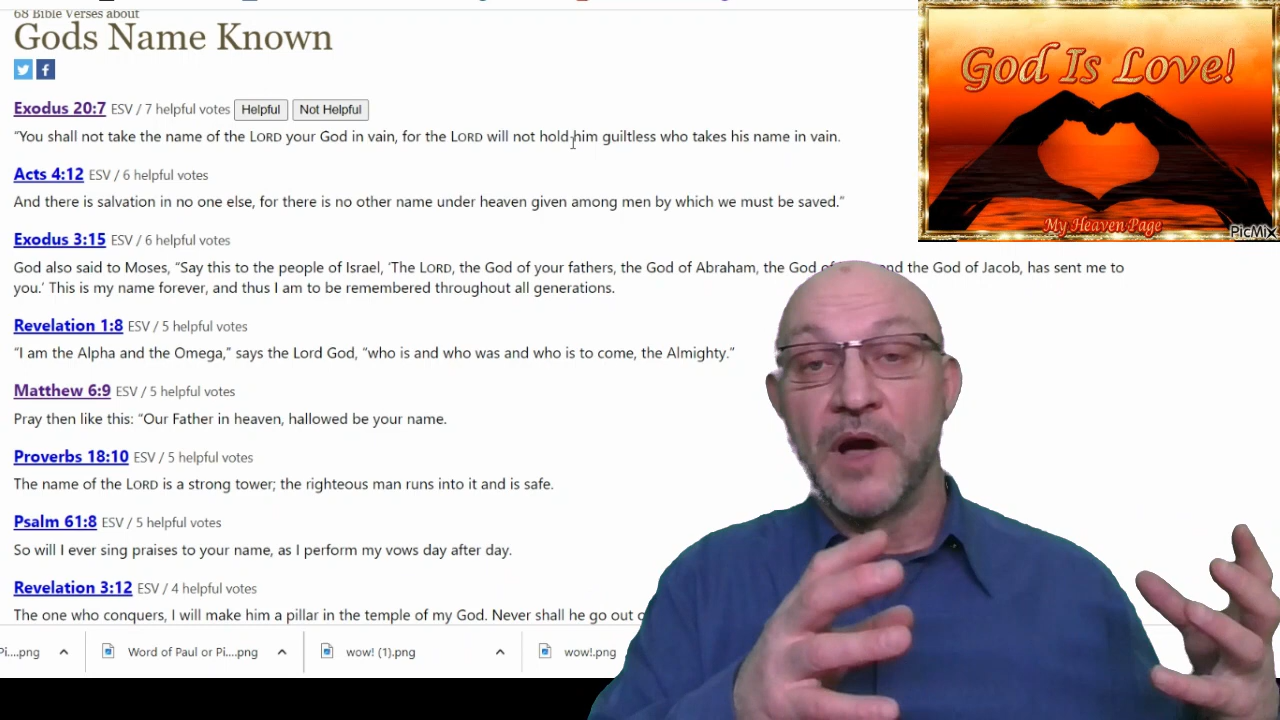 68 Bible Verses about
Gods Name Known
Exodus 20:7 ESV / 7 helpful votes Helpful Not Helpful
“You shall not take the name of the LORD your God in vain, for the LORD will not hold him guiltless who takes his name in vain.
Acts 4:12 ESV / 6 helpful votes
And there is salvation in no one else, for there is no other name under heaven given among men by which we must be saved.”
Exodus 3:15 ESV / 6 helpful votes
God also said to Moses, “Say this to the people of Israel, ‘The LORD, the God of your fathers, the God of Abraham, the God and the God of Jacob, has sent me to
you.’ This is my name forever, and thus I am to be remembered throughout all generations.
Revelation 1:8 ESV / 5 helpful votes
“I am the Alpha and the Omega,” says the Lord God, “who is and who was and who is to come, the Almighty.”
Matthew 6:9 ESV / 5 helpful votes
Pray then like this: “Our Father in heaven, hallowed be your name.
Proverbs 18:10 ESV / 5 helpful votes
The name of the LORD is a strong tower; the righteous man runs into it and is safe.
Psalm 61:8 ESV / 5 helpful votes
So will I ever sing praises to your name, as I perform my vows day after day.
Revelation 3:12 ESV / 4 helpful votes
The one who conquers, I will make him a pillar in the temple of my God. Never shall he go out
Pi....png Word of Paul or Pi....png wow! (1).png wow!.png
God Is Love!
My Heaven Page
PicMix